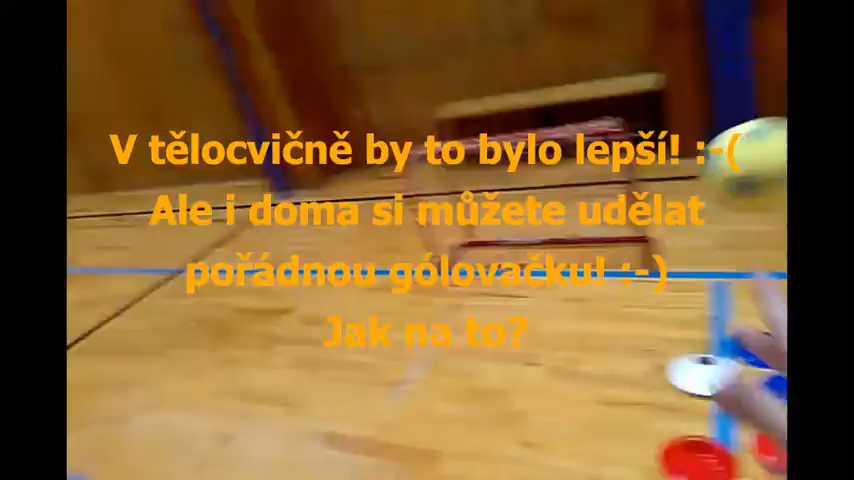 V tělocvičně by to bylo lepší! :-(
Ale i doma si můžete udělat
pořádnou gólovačku! :-)
Jak na to?